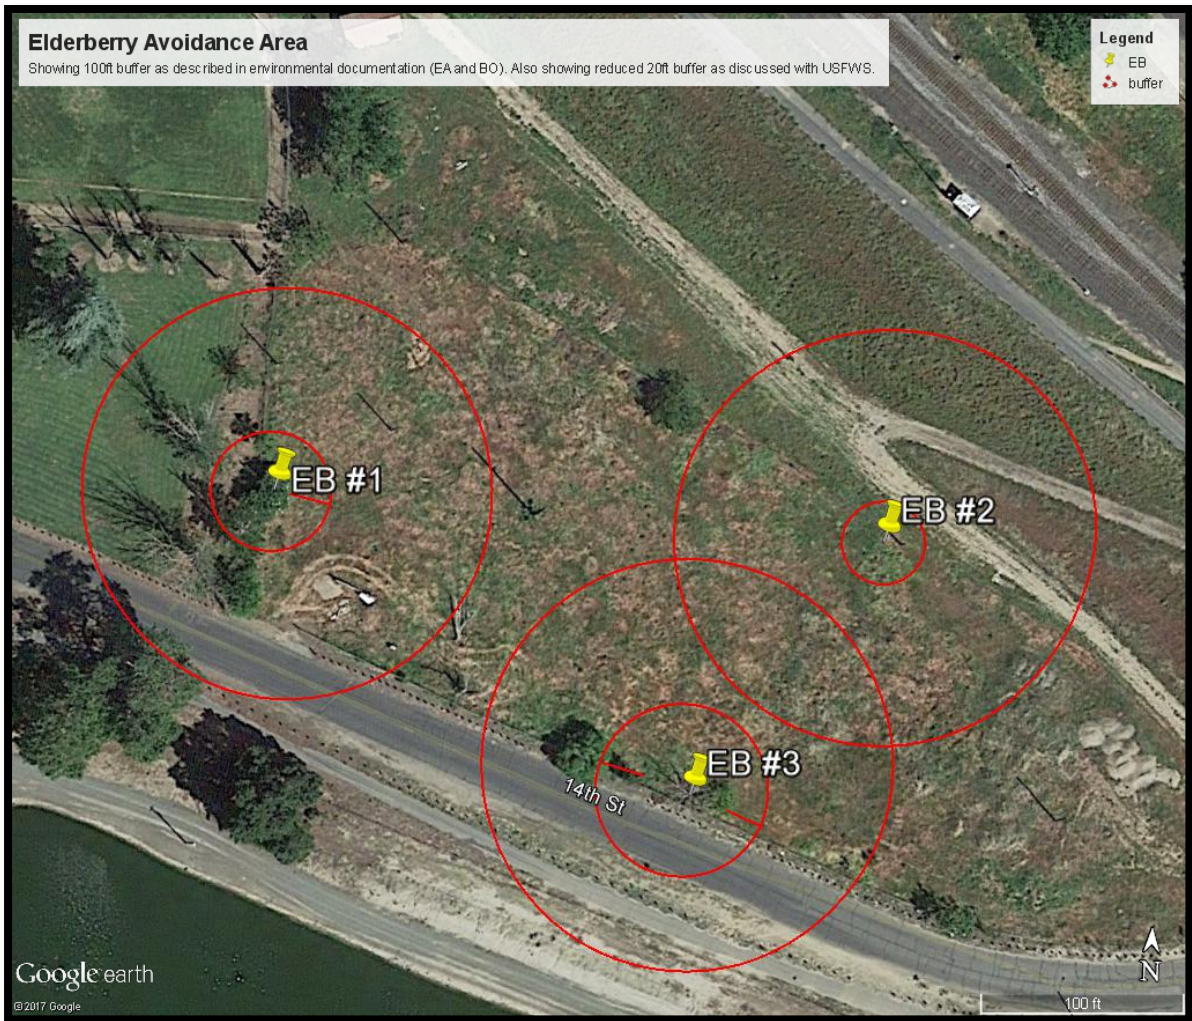 Elderberry Avoidance Area
Showing 100ft buffer as described in environmental documentation (EA and BO). Also showing reduced 20ft buffer as discussed with USFWS.
Legend
EB
buffer
EB #1
EB #2
EB #3
14th St
Google earth
©2017 Google
N
100 ft